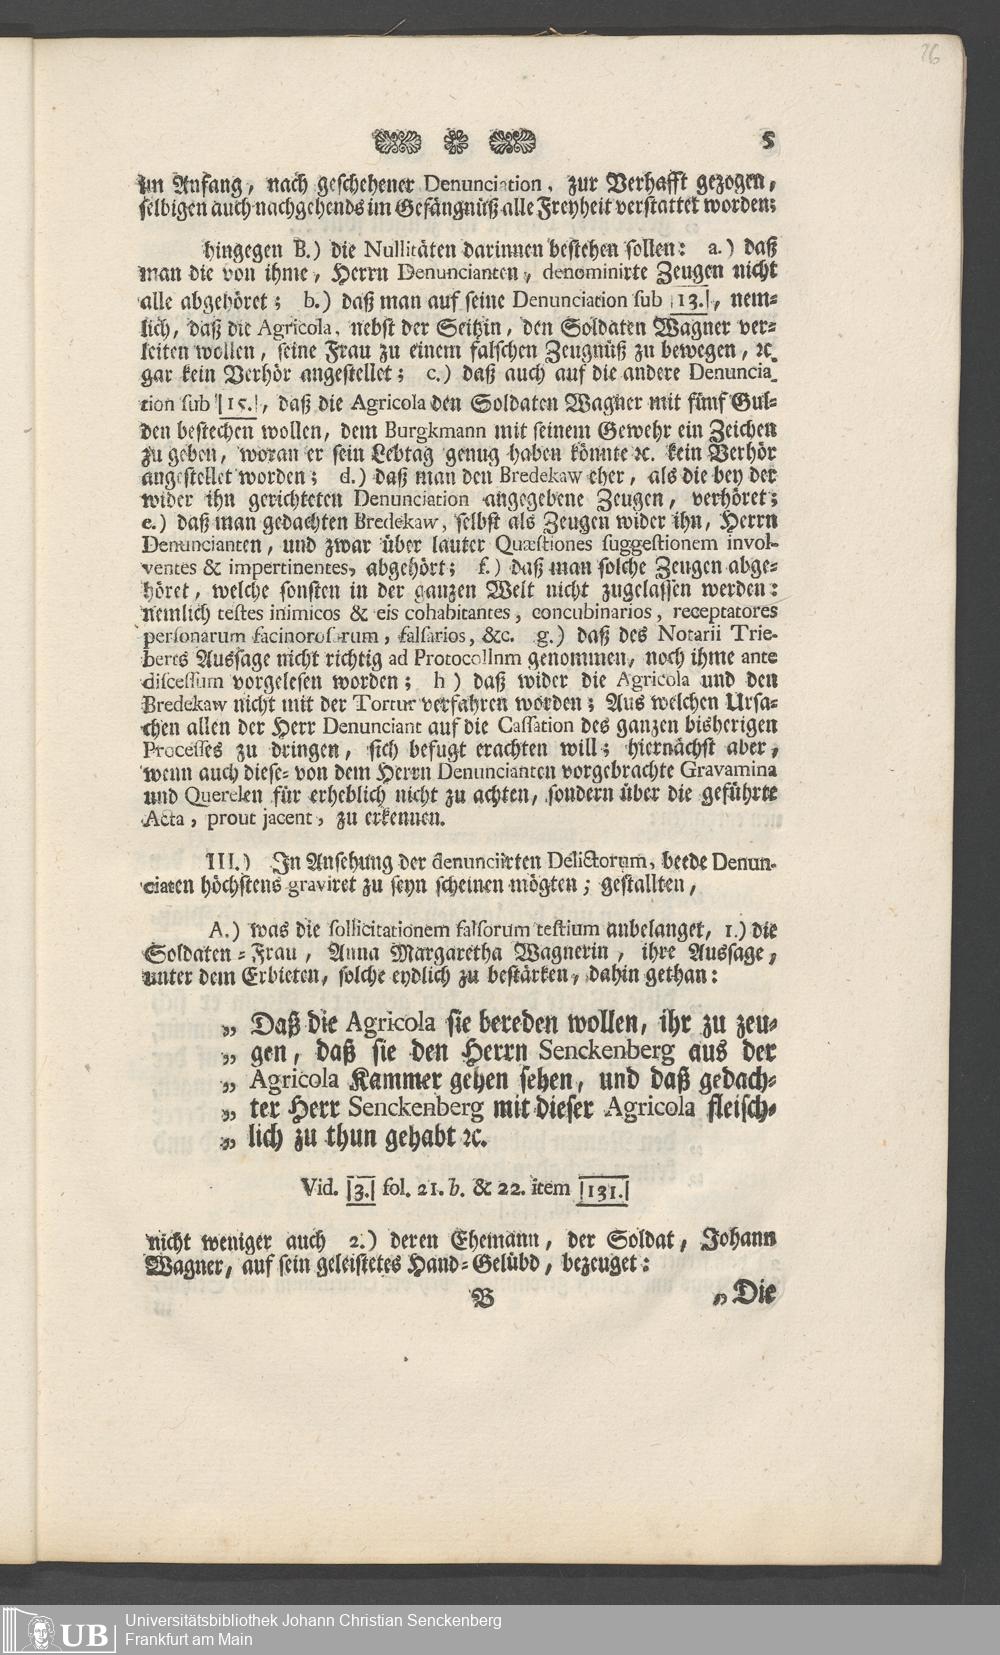 26
5
im Anfang, nach geschehener Denunciation, zur Verhafft gezogen,
selbigen auch nachgehends im Gefängnüß alle Freyheit verstattet worden;
hingegen B.) die Nullitäten darinnen bestehen sollen: a.) daß
man die von ihme, Herrn Denuncianten, denominirte Zeugen nicht
alle abgehöret; b.) daß man auf seine Denunciation sub |13.|, nem-
lich, daß die Agricola, nebst der Seitzin, den Soldaten Wagner ver-
leiten wollen, seine Frau zu einem falschen Zeugnüß zu bewegen, ꝛc.
gar kein Verhör angestellet; c.) daß auch auf die andere Denuncia-
tion sub |15.|, daß die Agricola den Soldaten Wagner mit fünf Gul-
den bestechen wollen, dem Burgkmann mit seinem Gewehr ein Zeichen
zu geben, woran er sein Lebtag genug haben könnte ꝛc. kein Verhör
angestellet worden; d.) daß man den Bredekaw eher, als die bey der
wider ihn gerichteten Denunciation angegebene Zeugen, verhöret;
e.) daß man gedachten Bredekaw, selbst als Zeugen wider ihn, Herrn
Denuncianten, und zwar über lauter Quæstiones suggestionem invol-
ventes & impertinentes, abgehört; f.) daß man solche Zeugen abge-
höret, welche sonsten in der ganzen Welt nicht zugelassen werden:
nemlich testes inimicos & eis cohabitantes, concubinarios, receptatores
personarum facinorosarum, falsarios, &c. g.) daß des Notarii Trie-
beres Aussage nicht richtig ad Protocollnm genommen, noch ihme ante
discessum vorgelesen worden; h ) daß wider die Agricola und den
Bredekaw nicht mit der Tortur verfahren worden; Aus welchen Ursa-
chen allen der Herr Denunciant auf die Cassation des ganzen bisherigen
Processes zu dringen, sich befugt erachten will; hiernächst aber,
wenn auch diese- von dem Herrn Denuncianten vorgebrachte Gravamina
und Querelen für erheblich nicht zu achten, sondern über die geführte
Acta, prout jacent, zu erkennen.
III.) In Ansehung der denunciirten Delictorum, beede Denun-
ciaten höchstens graviret zu seyn scheinen mögten; gestallten,
A.) was die sollicitationem falsorum testium anbelanget, 1.) die
Soldaten-Frau, Anna Margaretha Wagnerin, ihre Aussage,
unter dem Erbieten, solche eydlich zu bestärken, dahin gethan:
„ Daß die Agricola sie bereden wollen, ihr zu zeu-
„ gen, daß sie den Herrn Senckenberg aus der
„ Agricola Kammer gehen sehen, und daß gedach-
„ ter Herr Senckenberg mit dieser Agricola fleisch-
„ lich zu thun gehabt ꝛc.
Vid. |3.| fol. 21. b. & 22. item |131.|
nicht weniger auch 2.) deren Ehemann, der Soldat, Johann
Wagner, auf sein geleistetes Hand-Gelübd, bezeuget:
B
„ Die
UB
Universitätsbibliothek Johann Christian Senckenberg
Frankfurt am Main